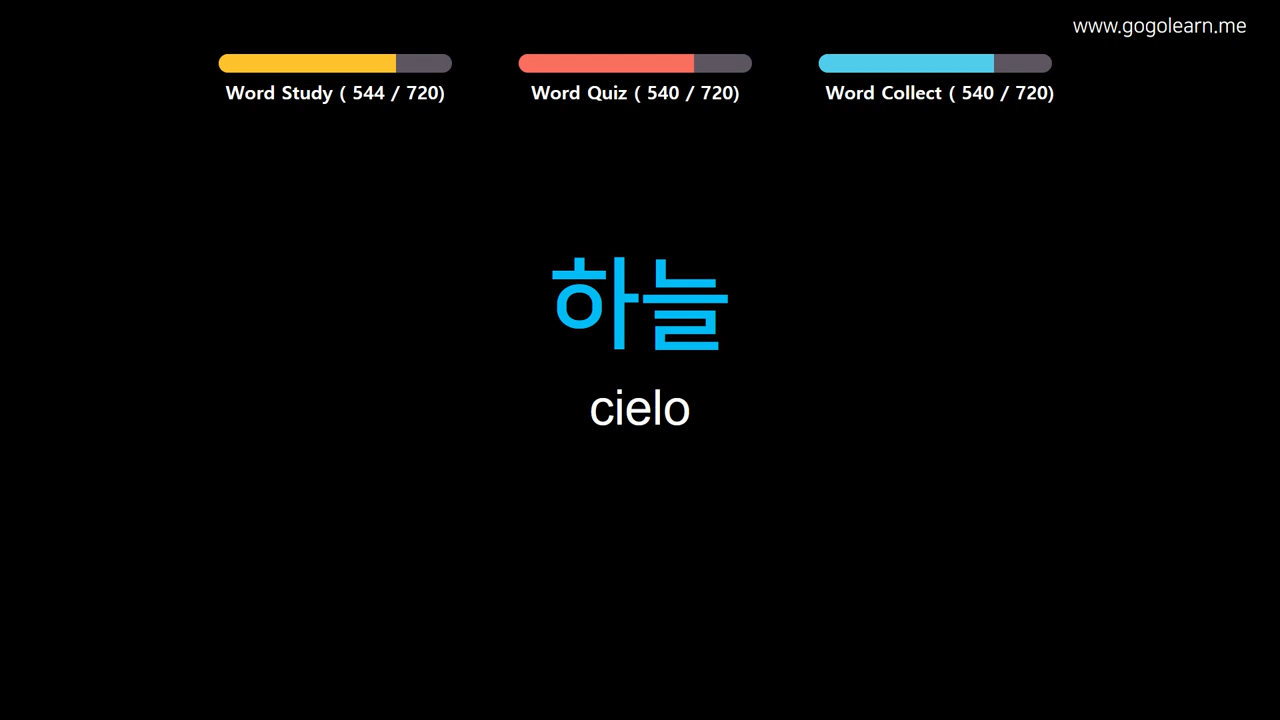 www.gogolearn.me
Word Study ( 544 / 720)
Word Quiz ( 540 / 720)
Word Collect ( 540 / 720)
하늘
cielo